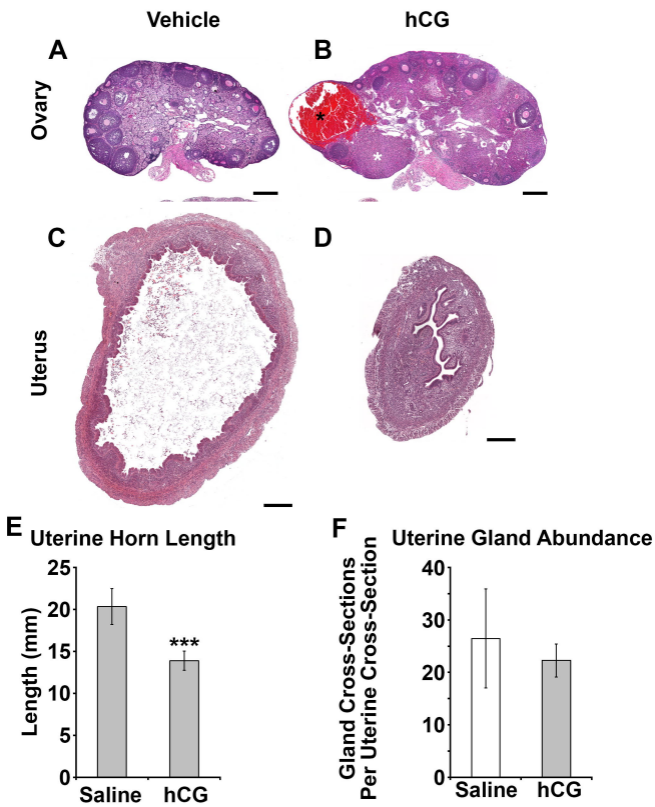 Vehicle hCG
A B
Ovary
*
*
C D
Uterus
E
Uterine Horn Length
Length (mm)
25
20
15
10
5
0
***
Saline hCG
F
Uterine Gland Abundance
Gland Cross-Sections
Per Uterine Cross-Section
40
30
20
10
0
Saline hCG